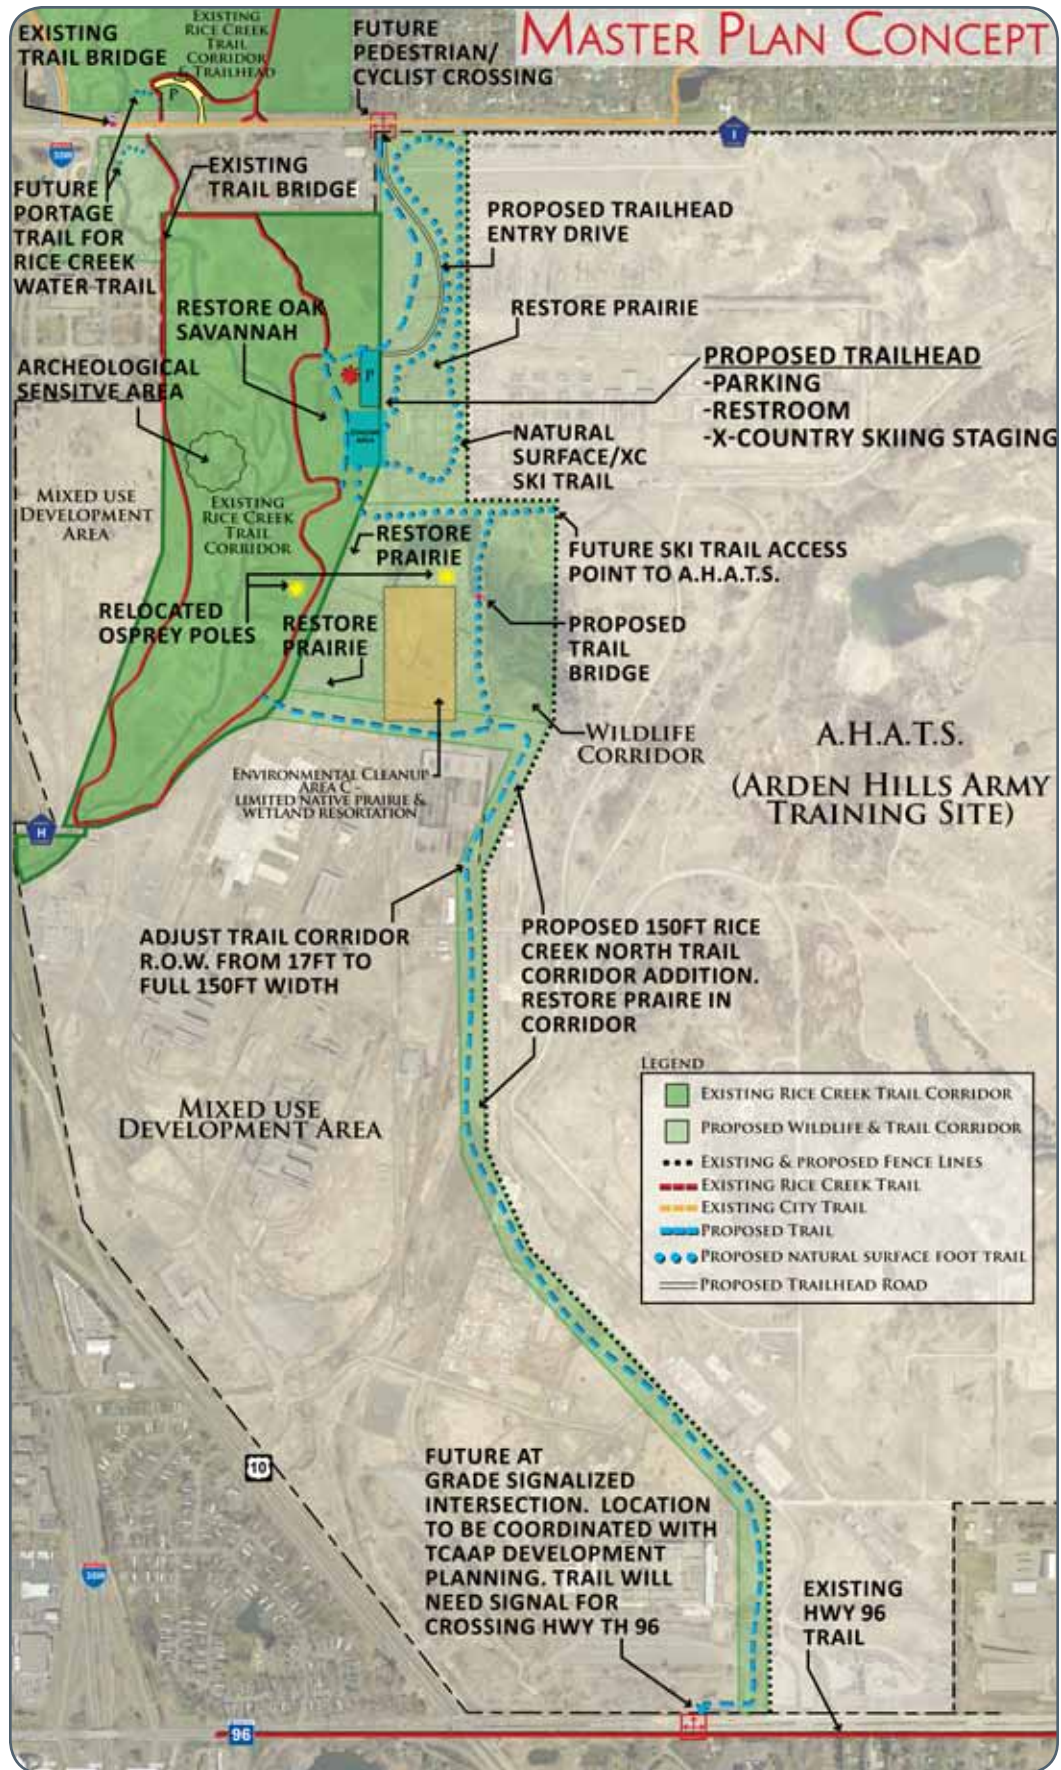 MASTER PLAN CONCEPT
EXISTING
TRAIL BRIDGE
EXISTING
RICE CREEK
TRAIL
CORRIDOR
& TRAILHEAD
FUTURE
PEDESTRIAN/
CYCLIST CROSSING
P
I
35W
EXISTING
TRAIL BRIDGE
FUTURE
PORTAGE
TRAIL FOR
RICE CREEK
WATER TRAIL
PROPOSED TRAILHEAD
ENTRY DRIVE
RESTORE OAK
SAVANNAH
RESTORE PRAIRIE
ARCHEOLOGICAL
SENSITVE AREA
P
PROPOSED TRAILHEAD
-PARKING
-RESTROOM
-X-COUNTRY SKIING STAGING
NATURAL
SURFACE/XC
SKI TRAIL
MIXED USE
DEVELOPMENT
AREA
EXISTING
RICE CREEK
TRAIL
CORRIDOR
RESTORE
PRAIRIE
FUTURE SKI TRAIL ACCESS
POINT TO A.H.A.T.S.
RELOCATED
OSPREY POLES
RESTORE
PRAIRIE
PROPOSED
TRAIL
BRIDGE
WILDLIFE
CORRIDOR
A.H.A.T.S.
(ARDEN HILLS ARMY
TRAINING SITE)
ENVIRONMENTAL CLEANUP
AREA C -
LIMITED NATIVE PRAIRIE &
WETLAND RESORTATION
H
ADJUST TRAIL CORRIDOR
R.O.W. FROM 17FT TO
FULL 150FT WIDTH
PROPOSED 150FT RICE
CREEK NORTH TRAIL
CORRIDOR ADDITION.
RESTORE PRAIRE IN
CORRIDOR
MIXED USE
DEVELOPMENT AREA
LEGEND
EXISTING RICE CREEK TRAIL CORRIDOR
PROPOSED WILDLIFE & TRAIL CORRIDOR
EXISTING & PROPOSED FENCE LINES
EXISTING RICE CREEK TRAIL
EXISTING CITY TRAIL
PROPOSED TRAIL
PROPOSED NATURAL SURFACE FOOT TRAIL
PROPOSED TRAILHEAD ROAD
10
35W
FUTURE AT
GRADE SIGNALIZED
INTERSECTION. LOCATION
TO BE COORDINATED WITH
TCAAP DEVELOPMENT
PLANNING. TRAIL WILL
NEED SIGNAL FOR
CROSSING HWY TH 96
EXISTING
HWY 96
TRAIL
96